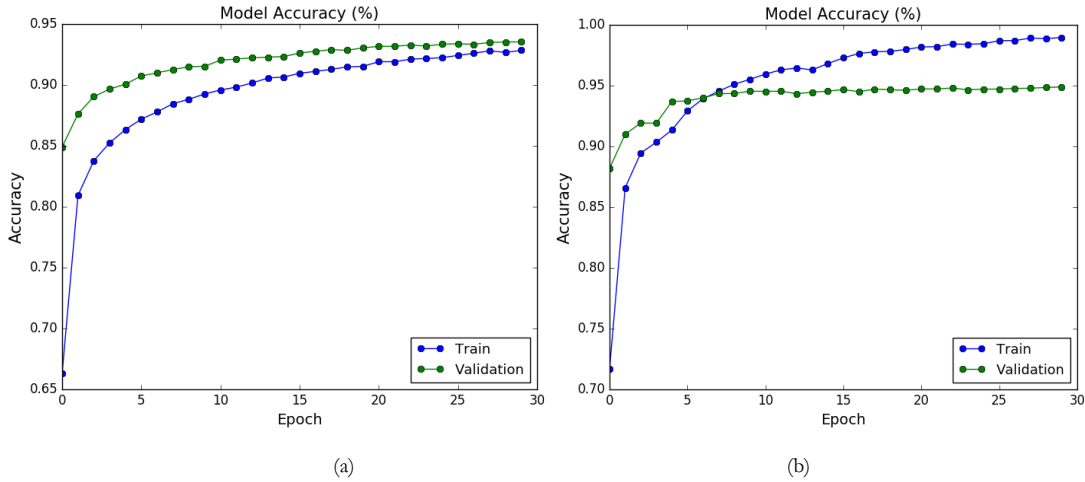 Model Accuracy (%)
0.95
0.90
0.85
0.80
0.75
0.70
0.65
Accuracy
0 5 10 15 20 25 30
Epoch
Train
Validation
(a)
Model Accuracy (%)
1.00
0.95
0.90
0.85
0.80
0.75
0.70
Accuracy
0 5 10 15 20 25 30
Epoch
Train
Validation
(b)